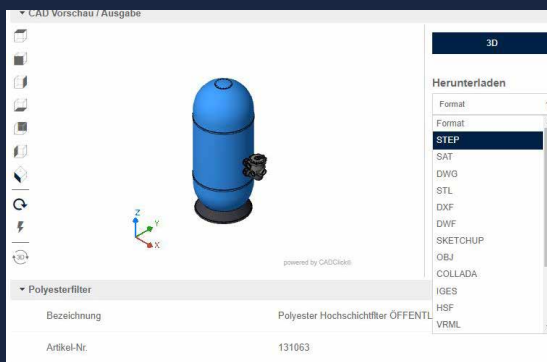 CAD Vorschau / Ausgabe
3D
Herunterladen
Format
Format
STEP
SAT
DWG
STL
DXF
DWF
SKETCHUP
OBJ
COLLADA
IGES
HSF
VRML
Z
Y
X
3D
powered by CADClick®
Polyesterfilter
Bezeichnung Polyester Hochschichtfilter ÖFFENTL
Artikel-Nr. 131063